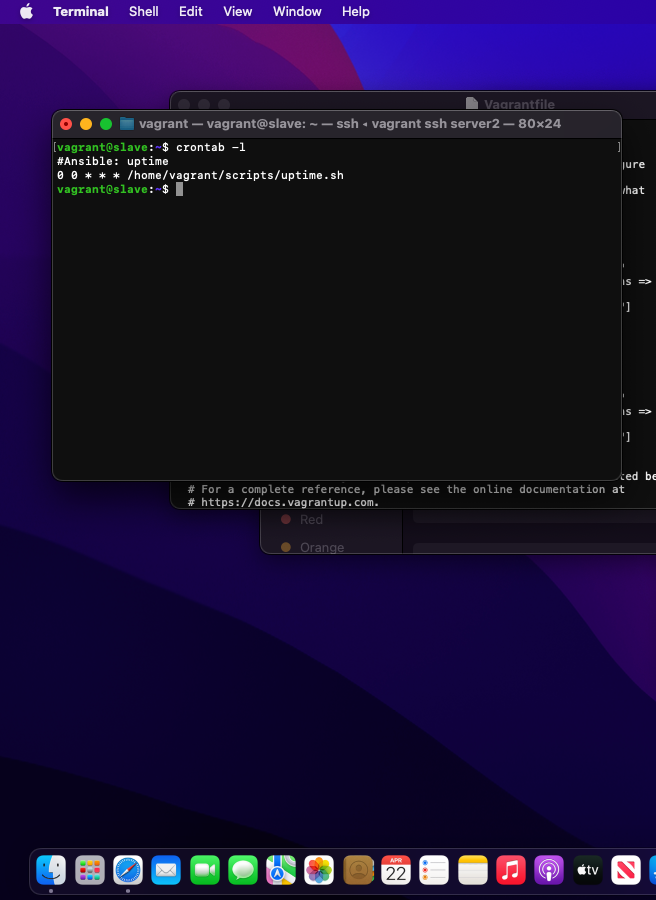 Terminal Shell Edit View Window Help
Vagrantfile
vagrant — vagrant@slave: ~ — ssh ◂ vagrant ssh server2 — 80×24
[vagrant@slave:~$ crontab -l ]
#Ansible: uptime
0 0 * * * /home/vagrant/scripts/uptime.sh
vagrant@slave:~$
gure
what
ns =>
"]
ns =>
"]
ted be
# For a complete reference, please see the online documentation at
# https://docs.vagrantup.com.
Red
Orange
APR
22
tv